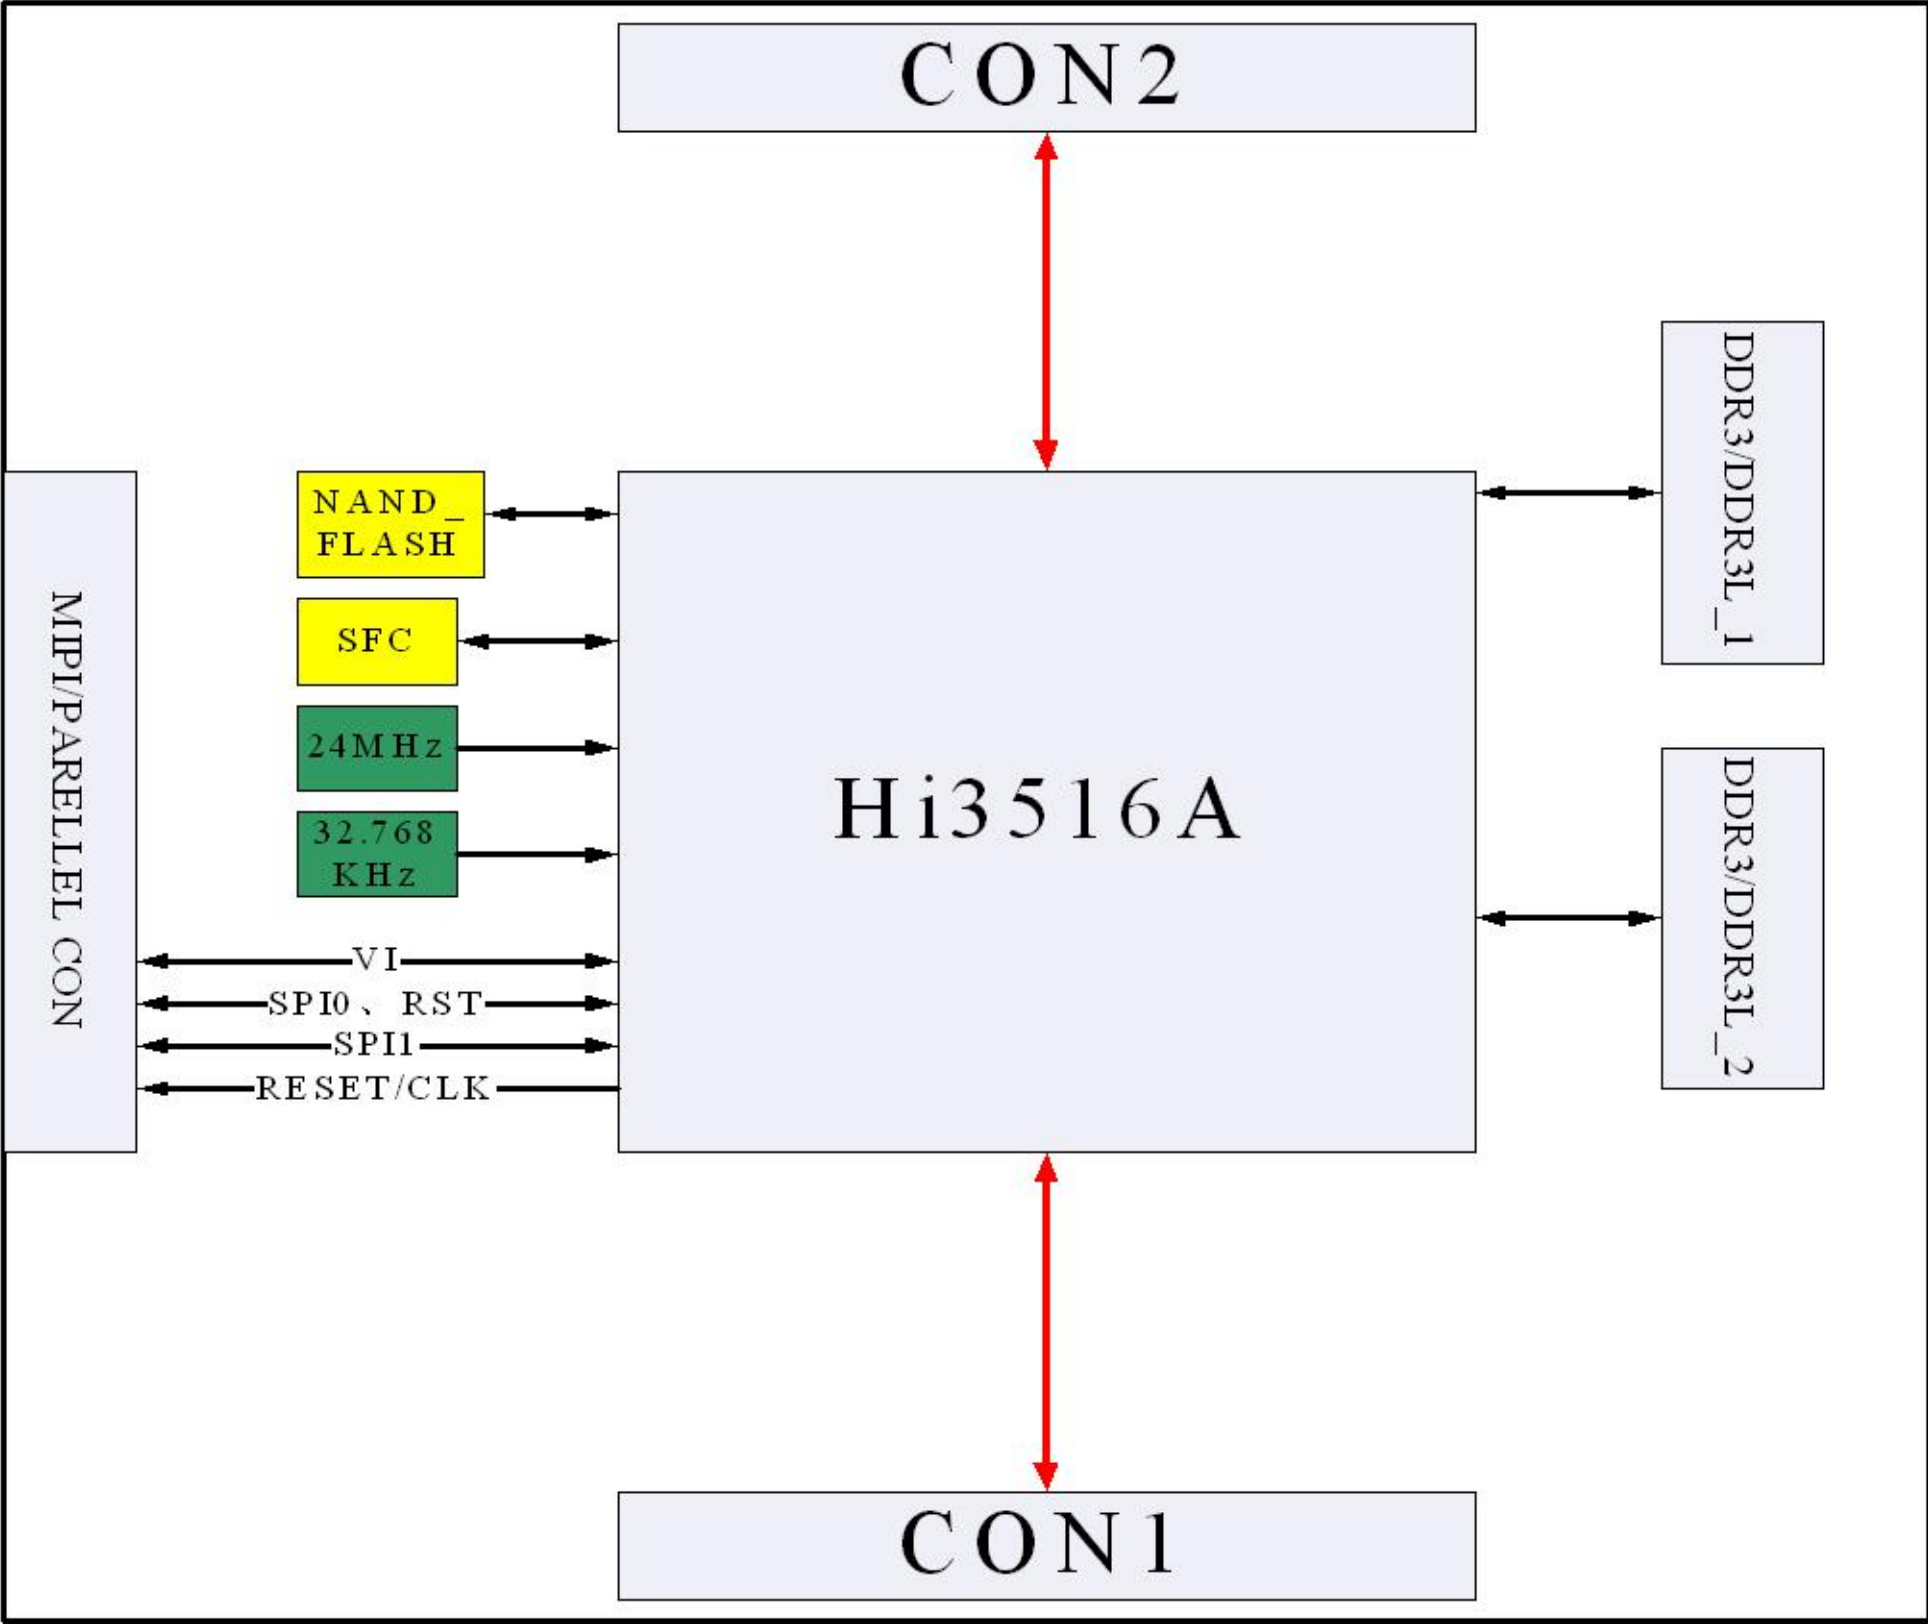 CON2
NAND_
FLASH
SFC
24MHz
32.768
KHz
MIPI/PARELLEL CON
Hi3516A
DDR3/DDR3L_1
DDR3/DDR3L_2
VI
SPI0、RST
SPI1
RESET/CLK
CON1